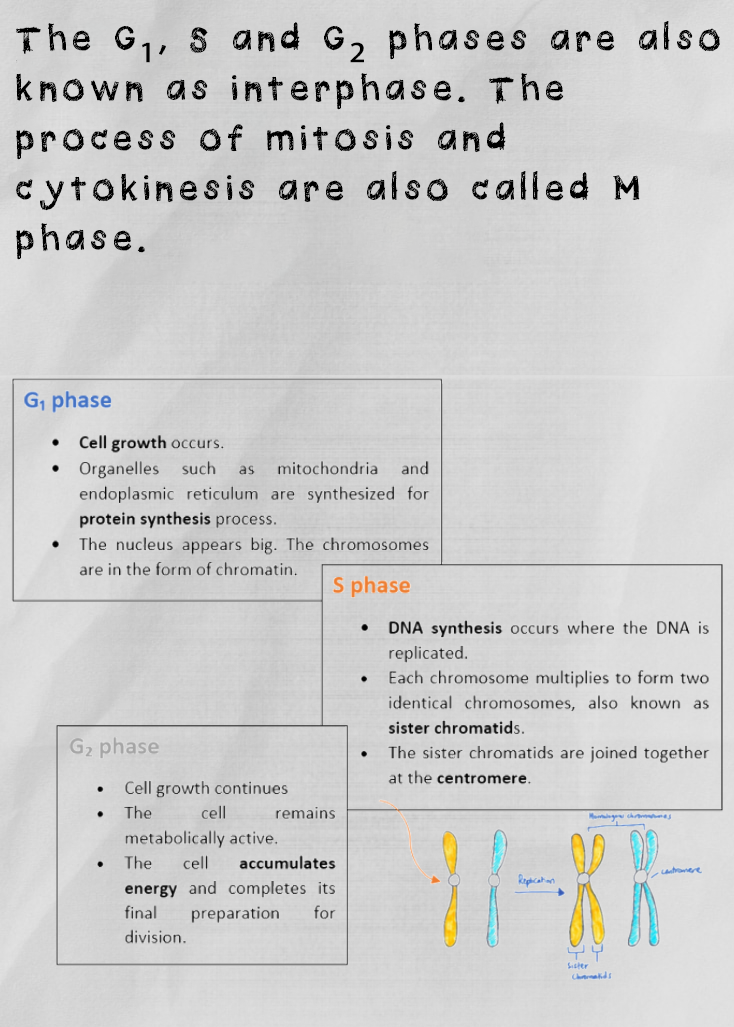 The G₁, S and G₂ phases are also
known as interphase. The
process of mitosis and
cytokinesis are also called M
phase.
G₁ phase
• Cell growth occurs.
• Organelles such as mitochondria and
endoplasmic reticulum are synthesized for
protein synthesis process.
• The nucleus appears big. The chromosomes
are in the form of chromatin.
S phase
• DNA synthesis occurs where the DNA is
replicated.
• Each chromosome multiplies to form two
identical chromosomes, also known as
sister chromatids.
• The sister chromatids are joined together
at the centromere.
G₂ phase
• Cell growth continues
• The cell remains
metabolically active.
• The cell accumulates
energy and completes its
final preparation for
division.
Homologous chromosomes
Replication
centromere
Sister
Chromatids